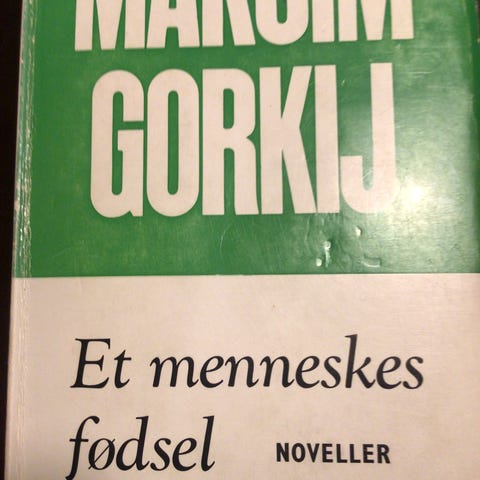 MAKSIM
GORKIJ
Et menneskes
fødsel NOVELLER